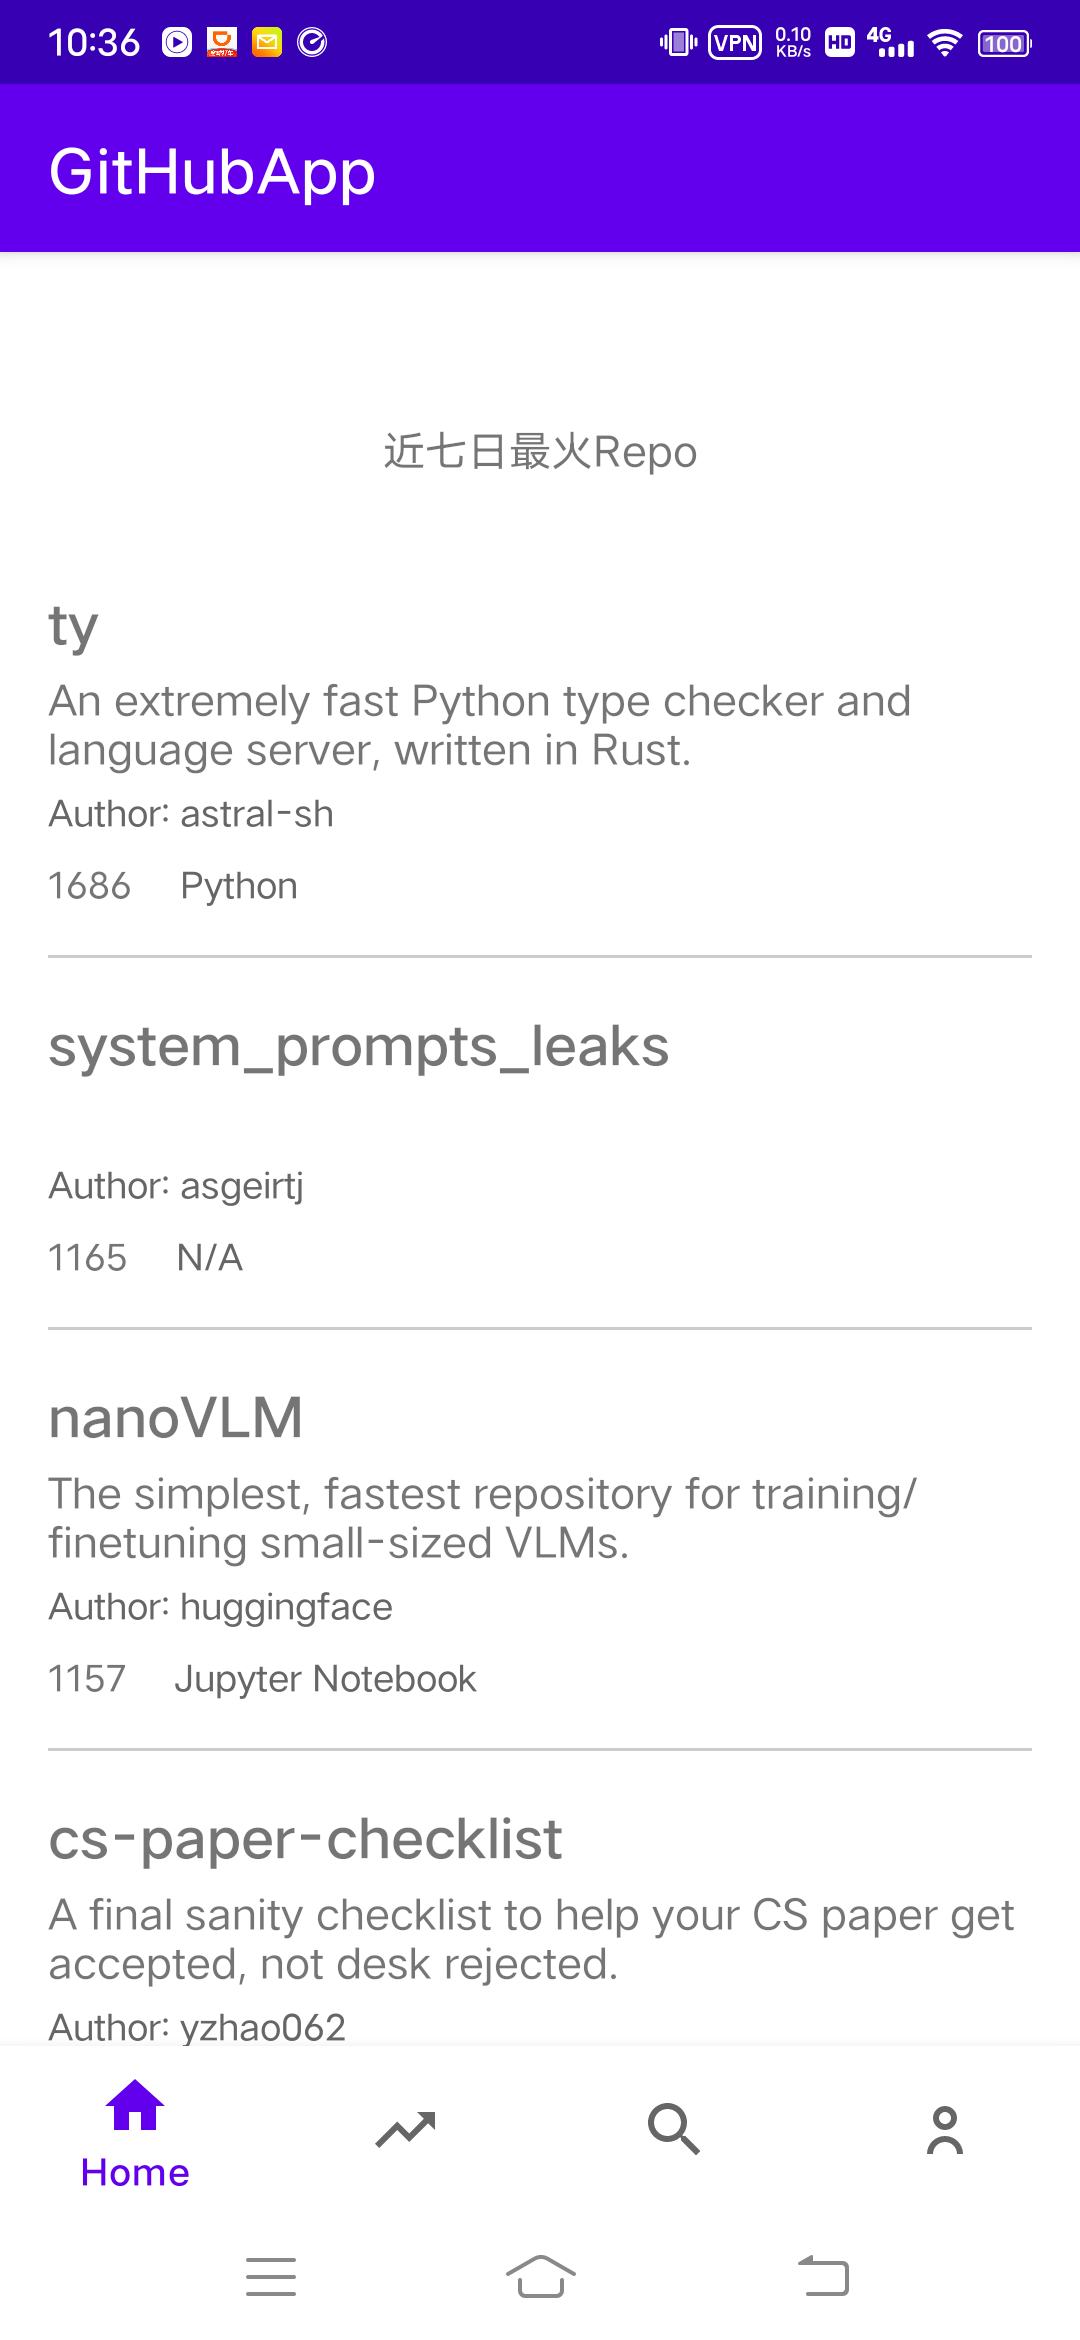 10:36
VPN
0.10
KB/s
HD
4G
100
GitHubApp
近七日最火Repo
ty
An extremely fast Python type checker and
language server, written in Rust.
Author: astral-sh
1686 Python
system_prompts_leaks
Author: asgeirtj
1165 N/A
nanoVLM
The simplest, fastest repository for training/
finetuning small-sized VLMs.
Author: huggingface
1157 Jupyter Notebook
cs-paper-checklist
A final sanity checklist to help your CS paper get
accepted, not desk rejected.
Author: yzhao062
Home